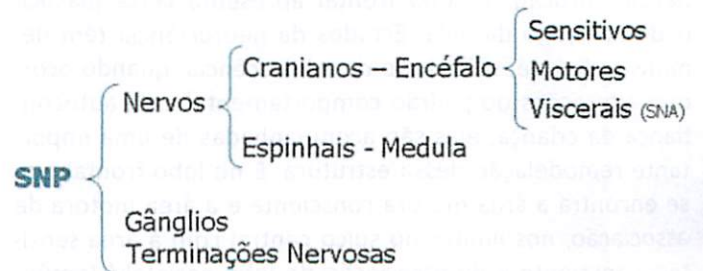 Sensitivos
Cranianos – Encéfalo
Motores
Nervos
Viscerais (SNA)
Espinhais - Medula
SNP
Gânglios
Terminações Nervosas